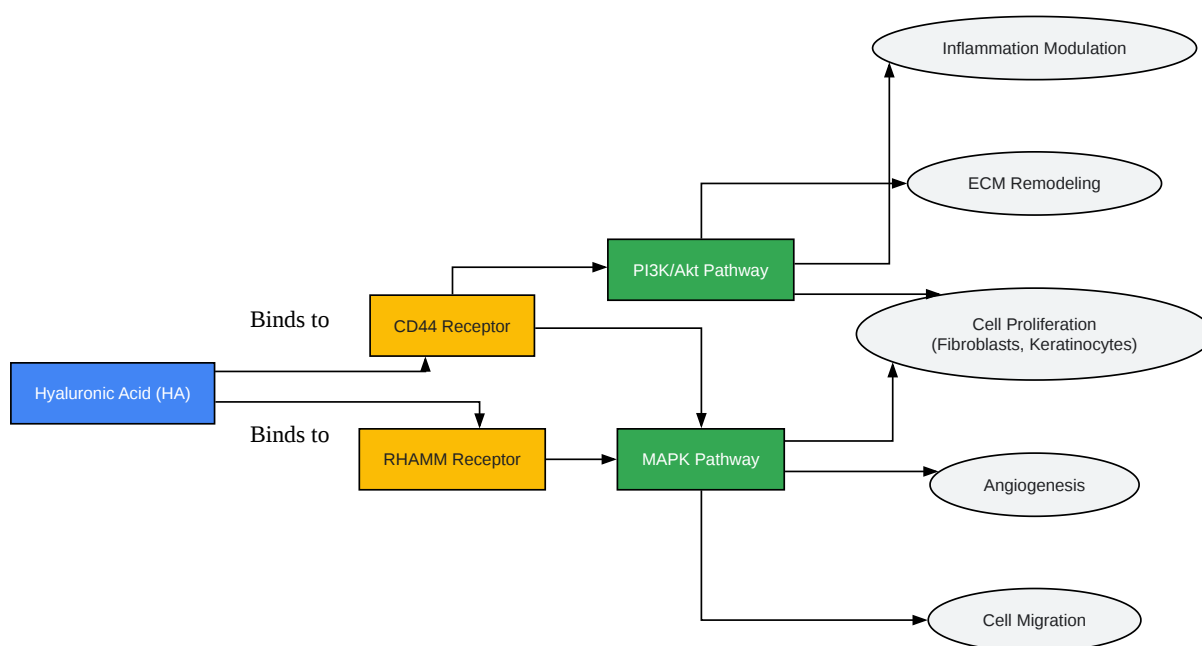 Inflammation Modulation
ECM Remodeling
PI3K/Akt Pathway
Binds to
CD44 Receptor
Cell Proliferation
(Fibroblasts, Keratinocytes)
Hyaluronic Acid (HA)
Binds to
RHAMM Receptor
MAPK Pathway
Angiogenesis
Cell Migration